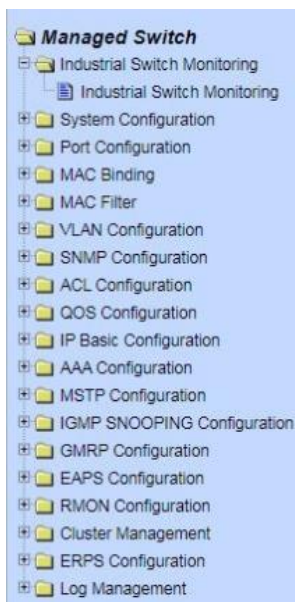 Managed Switch
Industrial Switch Monitoring
Industrial Switch Monitoring
System Configuration
Port Configuration
MAC Binding
MAC Filter
VLAN Configuration
SNMP Configuration
ACL Configuration
QOS Configuration
IP Basic Configuration
AAA Configuration
MSTP Configuration
IGMP SNOOPING Configuration
GMRP Configuration
EAPS Configuration
RMON Configuration
Cluster Management
ERPS Configuration
Log Management